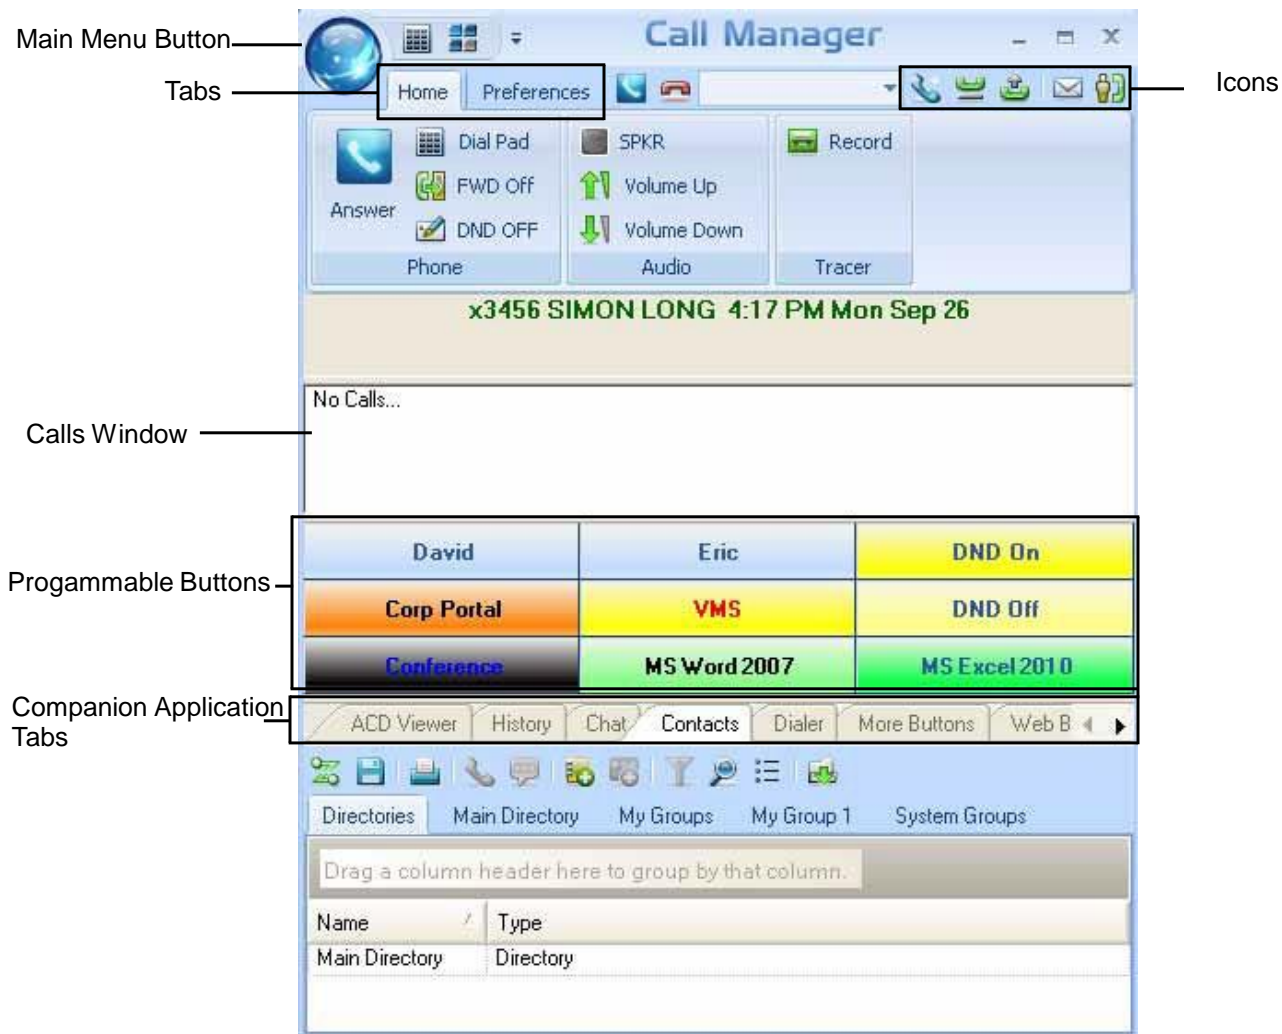 Call Manager
Main Menu Button
Tabs
Home Preferences
Icons
Dial Pad SPKR Record
FWD Off Volume Up
Answer
DND OFF Volume Down
Phone Audio Tracer
x3456 SIMON LONG 4:17 PM Mon Sep 26
No Calls...
Calls Window
David Eric DND On
Progammable Buttons
Corp Portal VMS DND Off
Conference MS Word 2007 MS Excel 2010
Companion Application
Tabs
ACD Viewer History Chat Contacts Dialer More Buttons Web B
Directories Main Directory My Groups My Group 1 System Groups
Drag a column header here to group by that column.
Name Type
Main Directory Directory